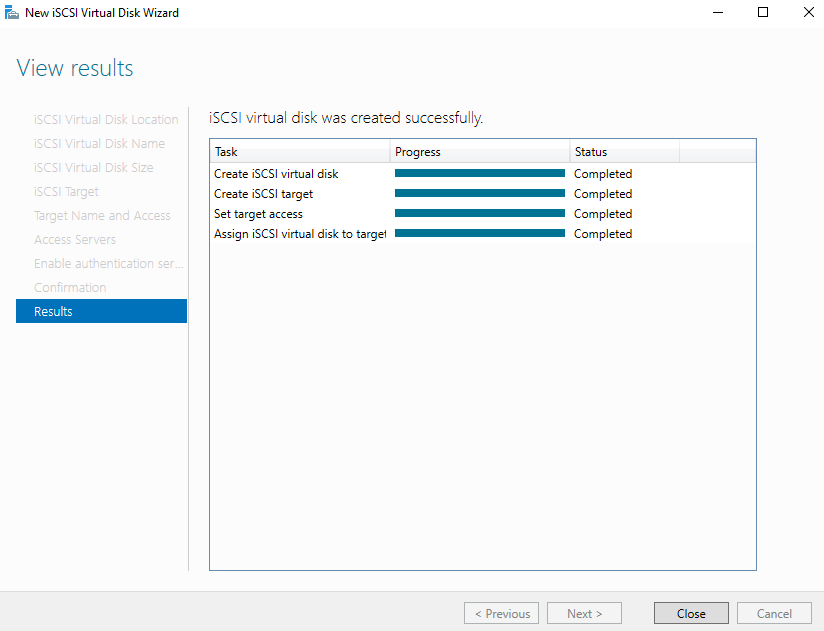 New iSCSI Virtual Disk Wizard
View results
iSCSI Virtual Disk Location
iSCSI Virtual Disk Name
iSCSI Virtual Disk Size
iSCSI Target
Target Name and Access
Access Servers
Enable authentication ser...
Confirmation
Results
iSCSI virtual disk was created successfully.
Task Progress Status
Create iSCSI virtual disk Completed
Create iSCSI target Completed
Set target access Completed
Assign iSCSI virtual disk to target Completed
< Previous Next > Close Cancel